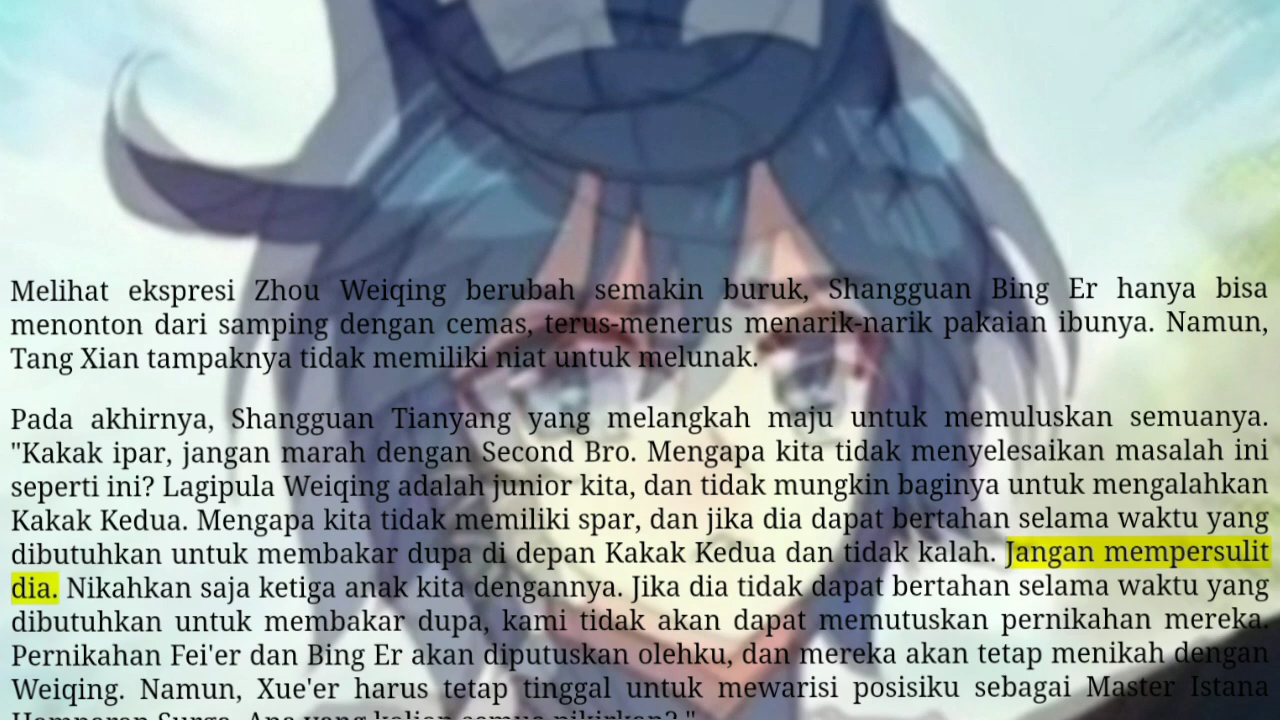 Melihat ekspresi Zhou Weiqing berubah semakin buruk, Shangguan Bing Er hanya bisa
menonton dari samping dengan cemas, terus-menerus menarik-narik pakaian ibunya. Namun,
Tang Xian tampaknya tidak memiliki niat untuk melunak.
Pada akhirnya, Shangguan Tianyang yang melangkah maju untuk memuluskan semuanya.
"Kakak ipar, jangan marah dengan Second Bro. Mengapa kita tidak menyelesaikan masalah ini
seperti ini? Lagipula Weiqing adalah junior kita, dan tidak mungkin baginya untuk mengalahkan
Kakak Kedua. Mengapa kita tidak memiliki spar, dan jika dia dapat bertahan selama waktu yang
dibutuhkan untuk membakar dupa di depan Kakak Kedua dan tidak kalah. Jangan mempersulit
dia. Nikahkan saja ketiga anak kita dengannya. Jika dia tidak dapat bertahan selama waktu yang
dibutuhkan untuk membakar dupa, kami tidak akan dapat memutuskan pernikahan mereka.
Pernikahan Fei'er dan Bing Er akan diputuskan olehku, dan mereka akan tetap menikah dengan
Weiqing. Namun, Xue'er harus tetap tinggal untuk mewarisi posisiku sebagai Master Istana
Hamparan Surga. Apa yang kalian semua pikirkan? "